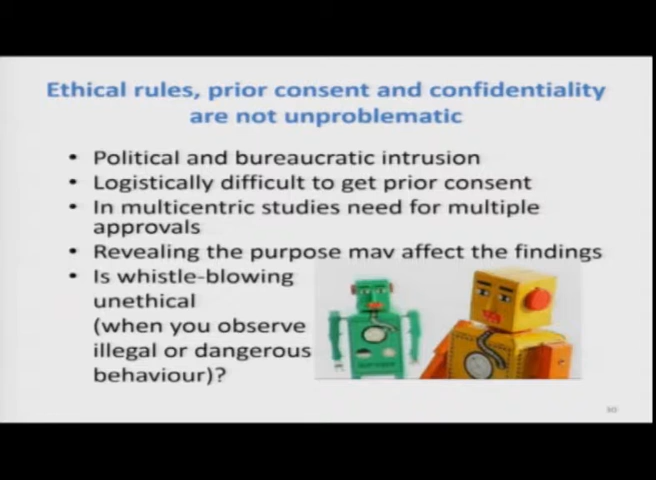 Ethical rules, prior consent and confidentiality
are not unproblematic
• Political and bureaucratic intrusion
• Logistically difficult to get prior consent
• In multicentric studies need for multiple
approvals
• Revealing the purpose may affect the findings
• Is whistle-blowing
unethical
(when you observe
illegal or dangerous
behaviour)?
30